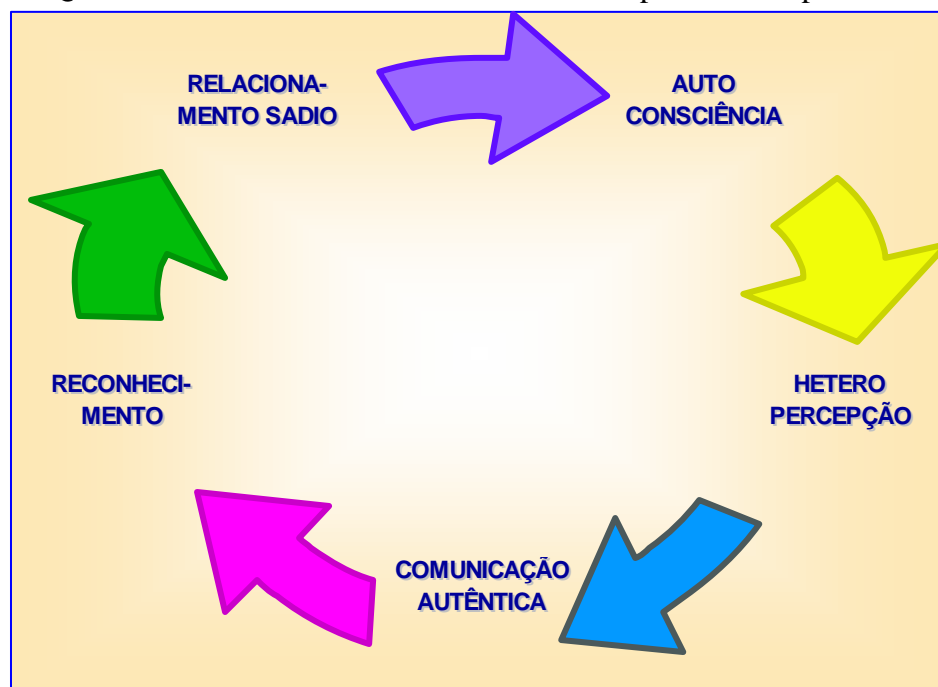 RELACIONA-
MENTO SADIO
AUTO
CONSCIÊNCIA
HETERO
PERCEPÇÃO
COMUNICAÇÃO
AUTÊNTICA
RECONHECI-
MENTO